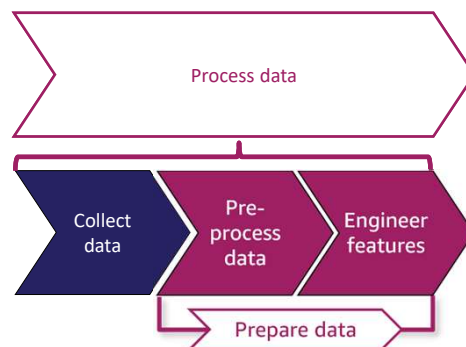 Process data
Collect
data
Pre-
process
data
Engineer
features
Prepare data